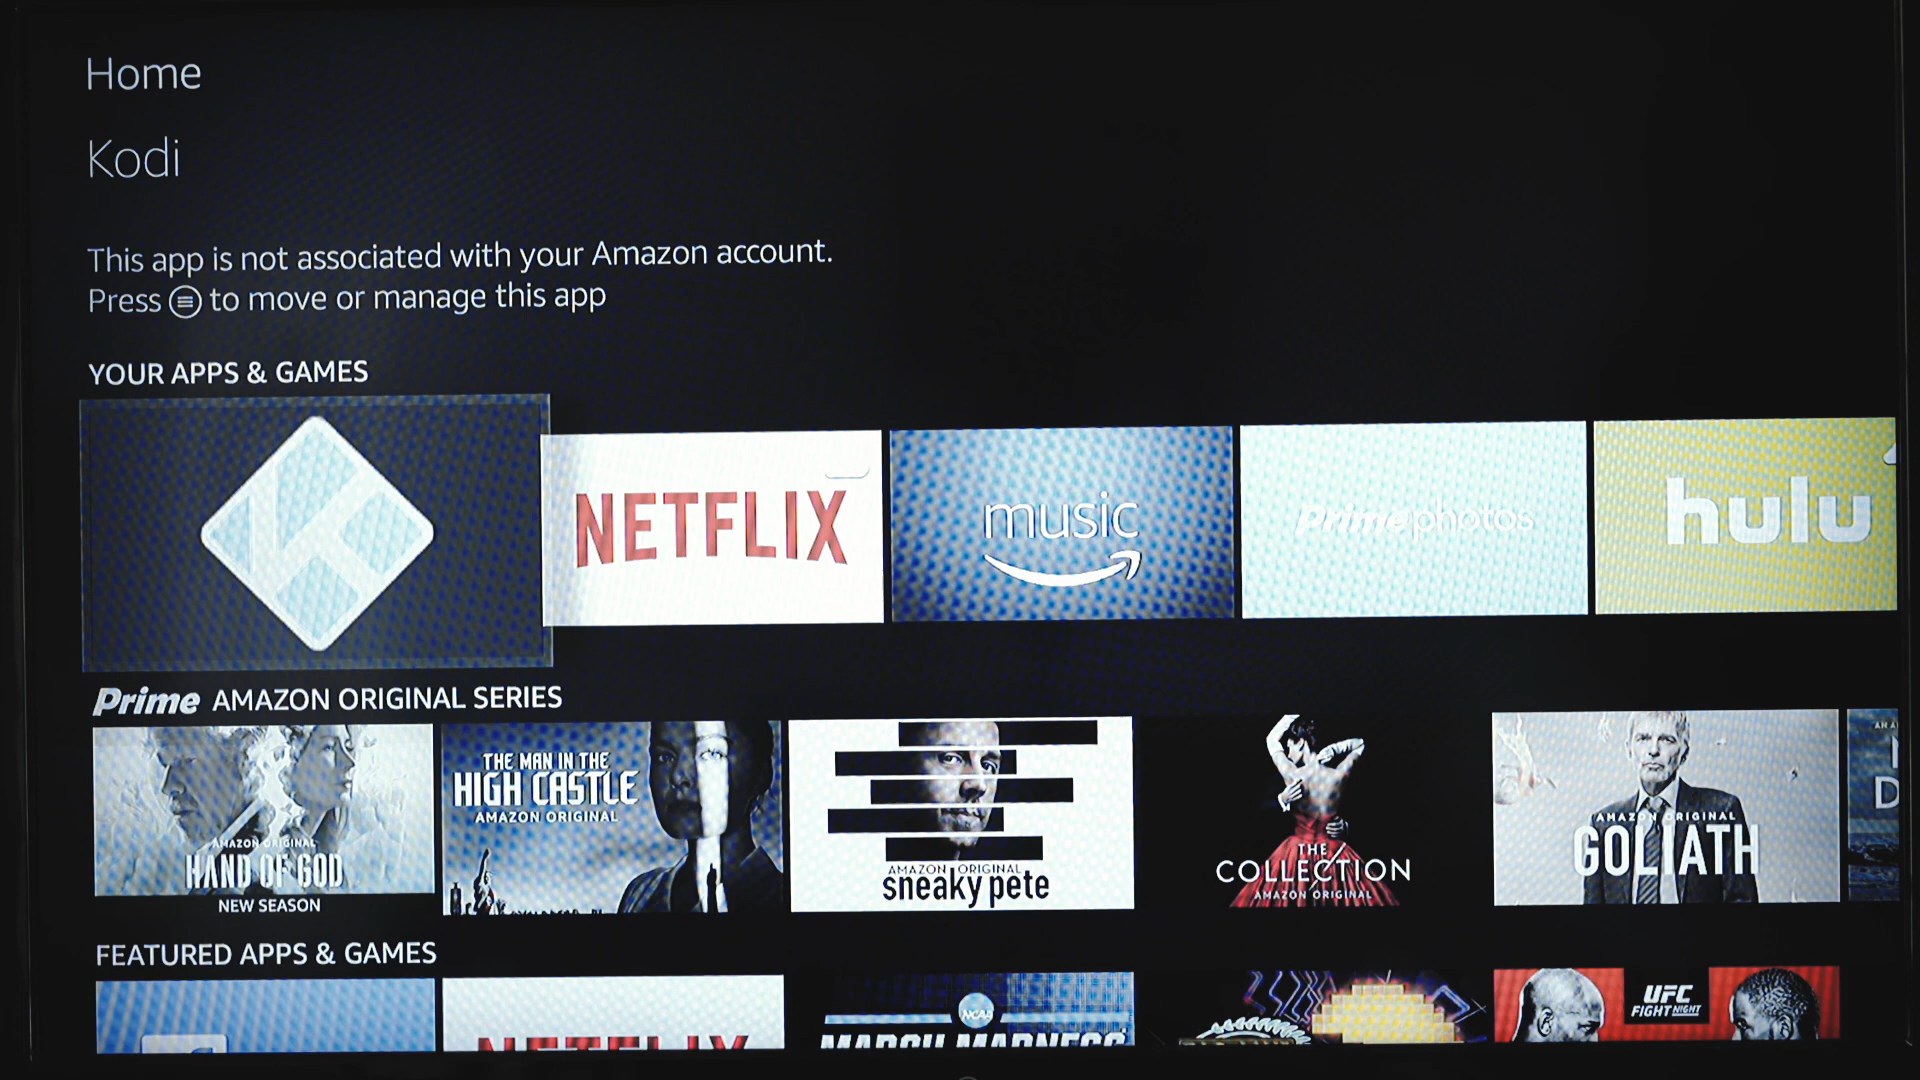 Home
Kodi
This app is not associated with your Amazon account.
Press to move or manage this app
YOUR APPS & GAMES
NETFLIX
music
Prime photos
hulu
Prime AMAZON ORIGINAL SERIES
AMAZON ORIGINAL
HAND OF GOD
NEW SEASON
THE MAN IN THE
HIGH CASTLE
AMAZON ORIGINAL
AMAZON ORIGINAL
sneaky pete
THE
COLLECTION
AMAZON ORIGINAL
AMAZON ORIGINAL
GOLIATH
FEATURED APPS & GAMES
NETFLIX
NCAA
MARCH MADNESS
UFC
FIGHT NIGHT